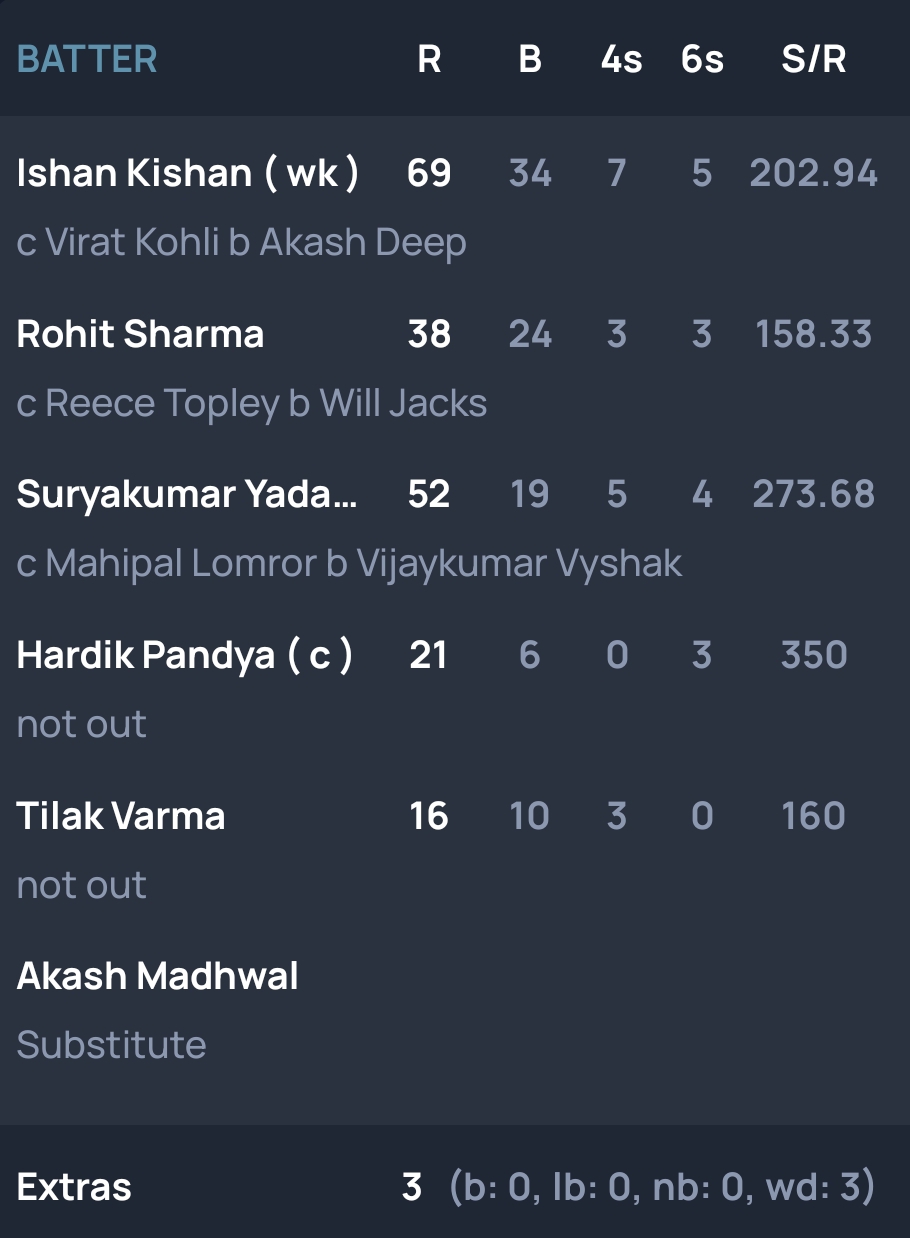 BATTER R B 4s 6s S/R
Ishan Kishan ( wk ) 69 34 7 5 202.94
c Virat Kohli b Akash Deep
Rohit Sharma 38 24 3 3 158.33
c Reece Topley b Will Jacks
Suryakumar Yada... 52 19 5 4 273.68
c Mahipal Lomror b Vijaykumar Vyshak
Hardik Pandya ( c ) 21 6 0 3 350
not out
Tilak Varma 16 10 3 0 160
not out
Akash Madhwal
Substitute
Extras 3 (b: 0, lb: 0, nb: 0, wd: 3)